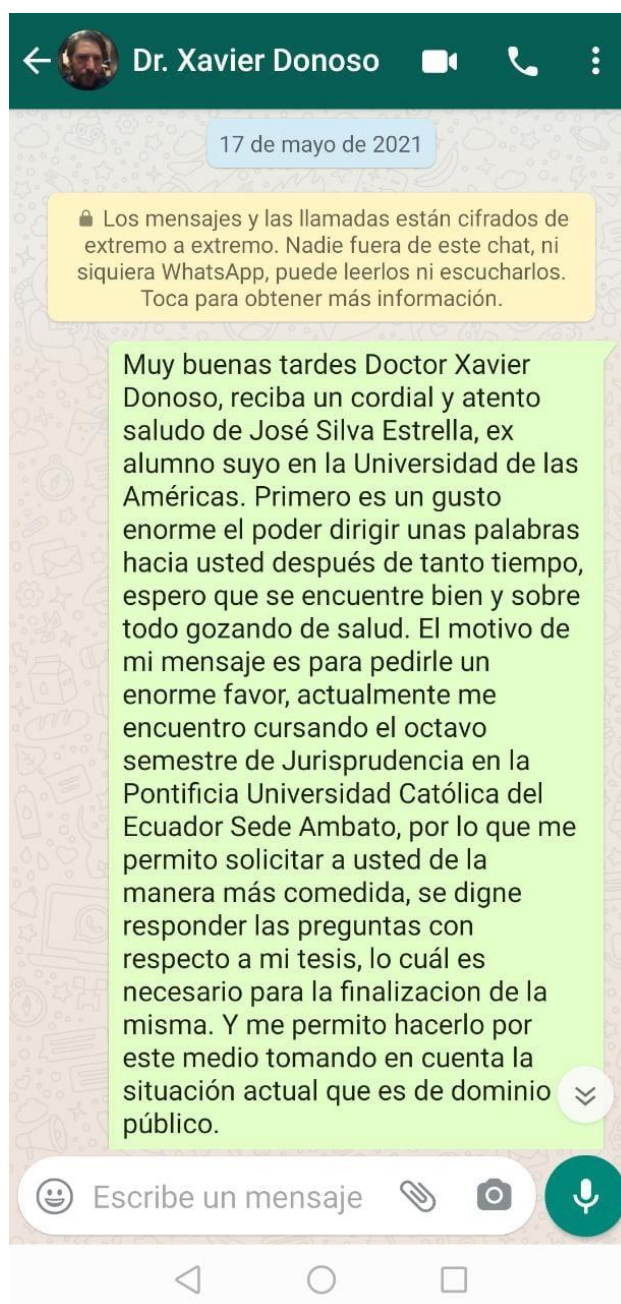 Dr. Xavier Donoso
17 de mayo de 2021
Los mensajes y las llamadas están cifrados de
extremo a extremo. Nadie fuera de este chat, ni
siquiera WhatsApp, puede leerlos ni escucharlos.
Toca para obtener más información.
Muy buenas tardes Doctor Xavier
Donoso, reciba un cordial y atento
saludo de José Silva Estrella, ex
alumno suyo en la Universidad de las
Américas. Primero es un gusto
enorme el poder dirigir unas palabras
hacia usted después de tanto tiempo,
espero que se encuentre bien y sobre
todo gozando de salud. El motivo de
mi mensaje es para pedirle un
enorme favor, actualmente me
encuentro cursando el octavo
semestre de Jurisprudencia en la
Pontificia Universidad Católica del
Ecuador Sede Ambato, por lo que me
permito solicitar a usted de la
manera más comedida, se digne
responder las preguntas con
respecto a mi tesis, lo cuál es
necesario para la finalizacion de la
misma. Y me permito hacerlo por
este medio tomando en cuenta la
situación actual que es de dominio
público.
Escribe un mensaje